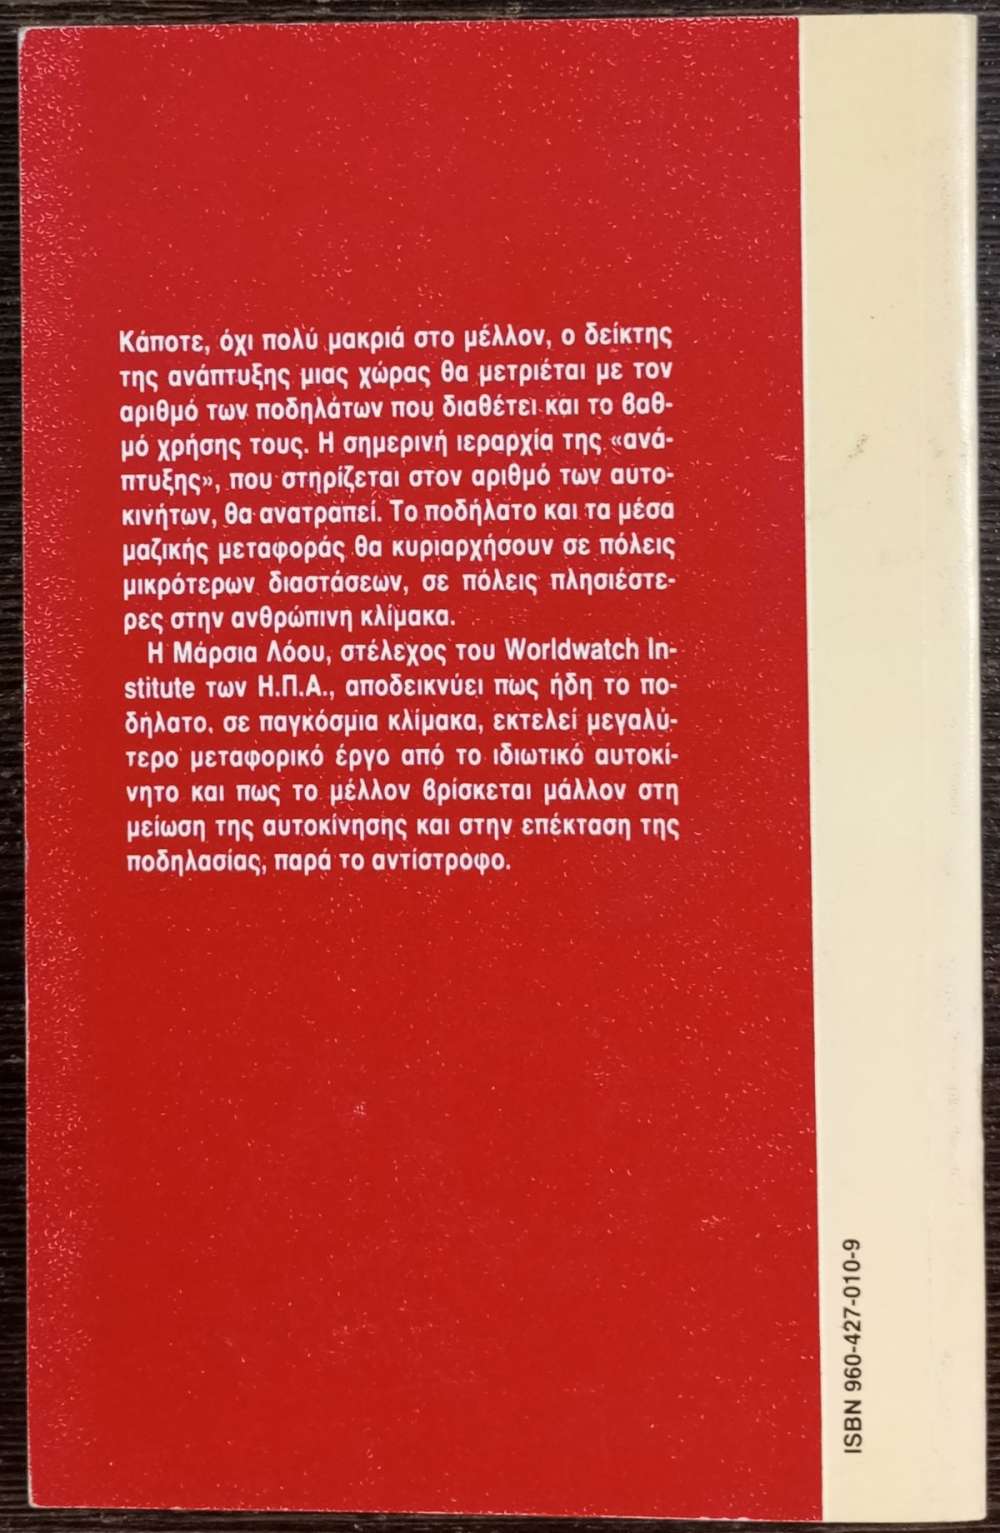 Κάποτε, όχι πολύ μακριά στο μέλλον, ο δείκτης
της ανάπτυξης μιας χώρας θα μετριέται με τον
αριθμό των ποδηλάτων που διαθέτει και το βαθ-
μό χρήσης τους. Η σημερινή ιεραρχία της «ανά-
πτυξης», που στηρίζεται στον αριθμό των αυτο-
κινήτων, θα ανατραπεί. Το ποδήλατο και τα μέσα
μαζικής μεταφοράς θα κυριαρχήσουν σε πόλεις
μικρότερων διαστάσεων, σε πόλεις πλησιέστε-
ρες στην ανθρώπινη κλίμακα.
Η Μάρσια Λόου, στέλεχος του Worldwatch In-
stitute των Η.Π.Α., αποδεικνύει πως ήδη το πο-
δήλατο, σε παγκόσμια κλίμακα, εκτελεί μεγαλύ-
τερο μεταφορικό έργο από το ιδιωτικό αυτοκί-
νητο και πως το μέλλον βρίσκεται μάλλον στη
μείωση της αυτοκίνησης και στην επέκταση της
ποδηλασίας, παρά το αντίστροφο.
ISBN 960-427-010-9